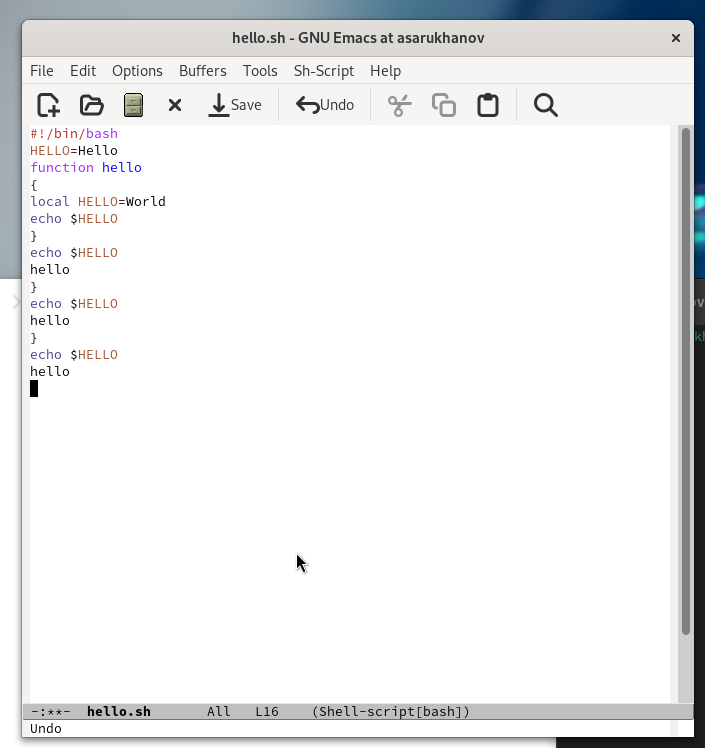 hello.sh - GNU Emacs at asarukhanov
File Edit Options Buffers Tools Sh-Script Help
Save Undo
#!/bin/bash
HELLO=Hello
function hello
{
local HELLO=World
echo $HELLO
}
echo $HELLO
hello
}
echo $HELLO
hello
}
echo $HELLO
hello
-:**- hello.sh All L16 (Shell-script[bash])
Undo